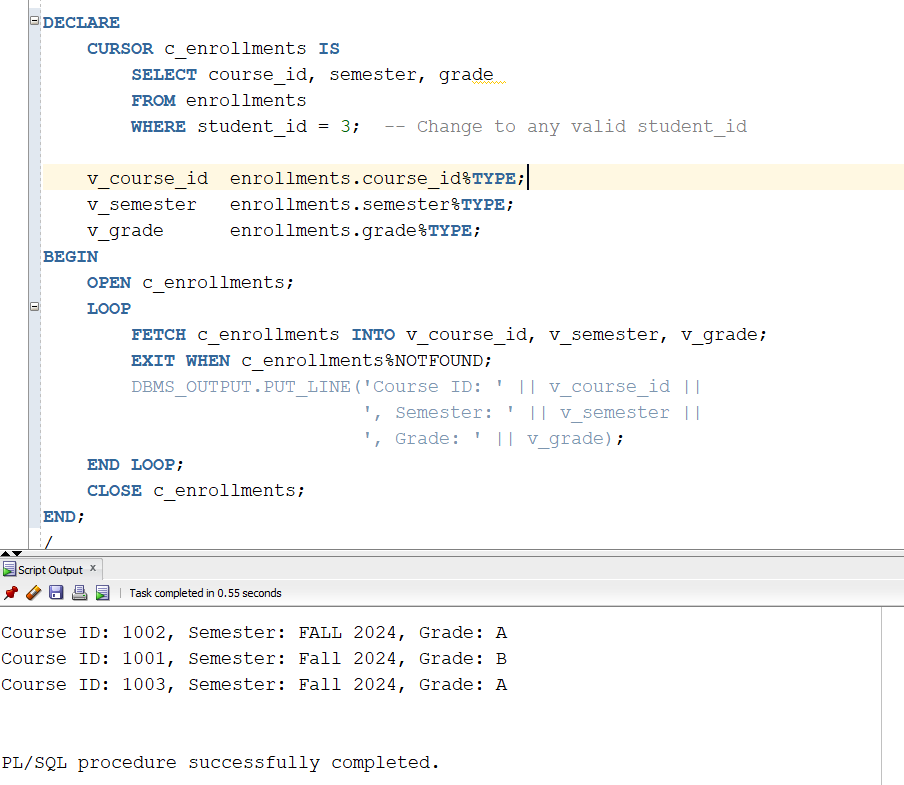 DECLARE
    CURSOR c_enrollments IS
        SELECT course_id, semester, grade
        FROM enrollments
        WHERE student_id = 3;  -- Change to any valid student_id

    v_course_id  enrollments.course_id%TYPE;
    v_semester   enrollments.semester%TYPE;
    v_grade      enrollments.grade%TYPE;
BEGIN
    OPEN c_enrollments;
    LOOP
        FETCH c_enrollments INTO v_course_id, v_semester, v_grade;
        EXIT WHEN c_enrollments%NOTFOUND;
        DBMS_OUTPUT.PUT_LINE('Course ID: ' || v_course_id ||
                             ', Semester: ' || v_semester ||
                             ', Grade: ' || v_grade);
    END LOOP;
    CLOSE c_enrollments;
END;
/
Script Output x
Task completed in 0.55 seconds
Course ID: 1002, Semester: FALL 2024, Grade: A
Course ID: 1001, Semester: Fall 2024, Grade: B
Course ID: 1003, Semester: Fall 2024, Grade: A

PL/SQL procedure successfully completed.